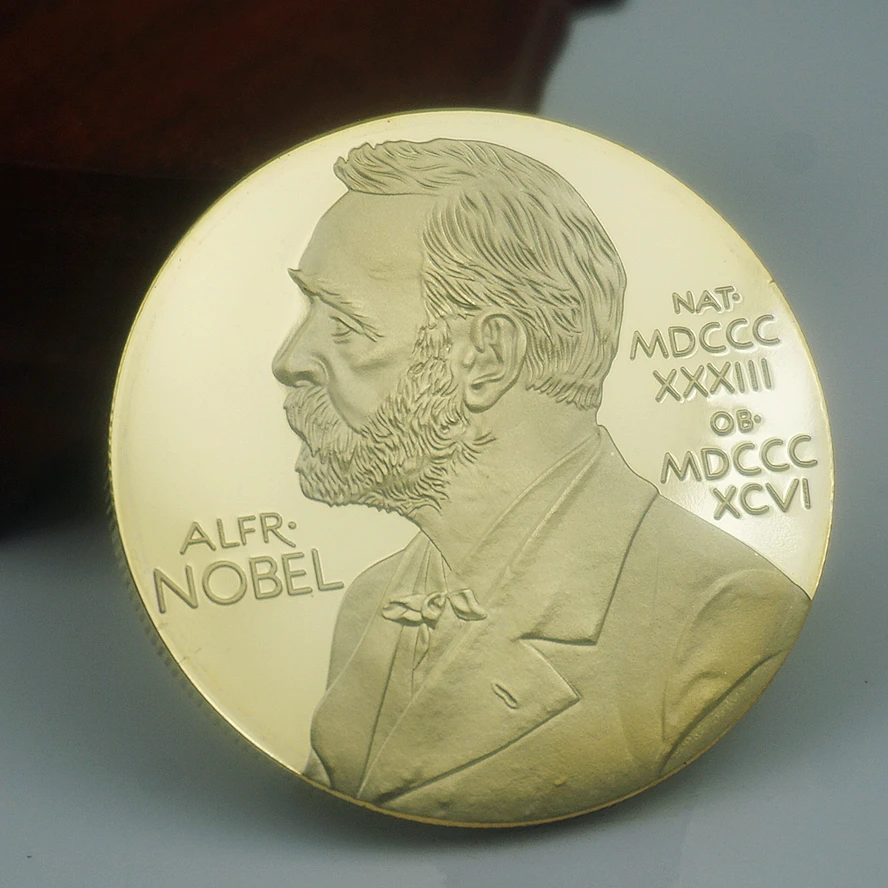 ALFR·
NOBEL
NAT·
MDCCC
XXXIII
OB·
MDCCC
XCVI